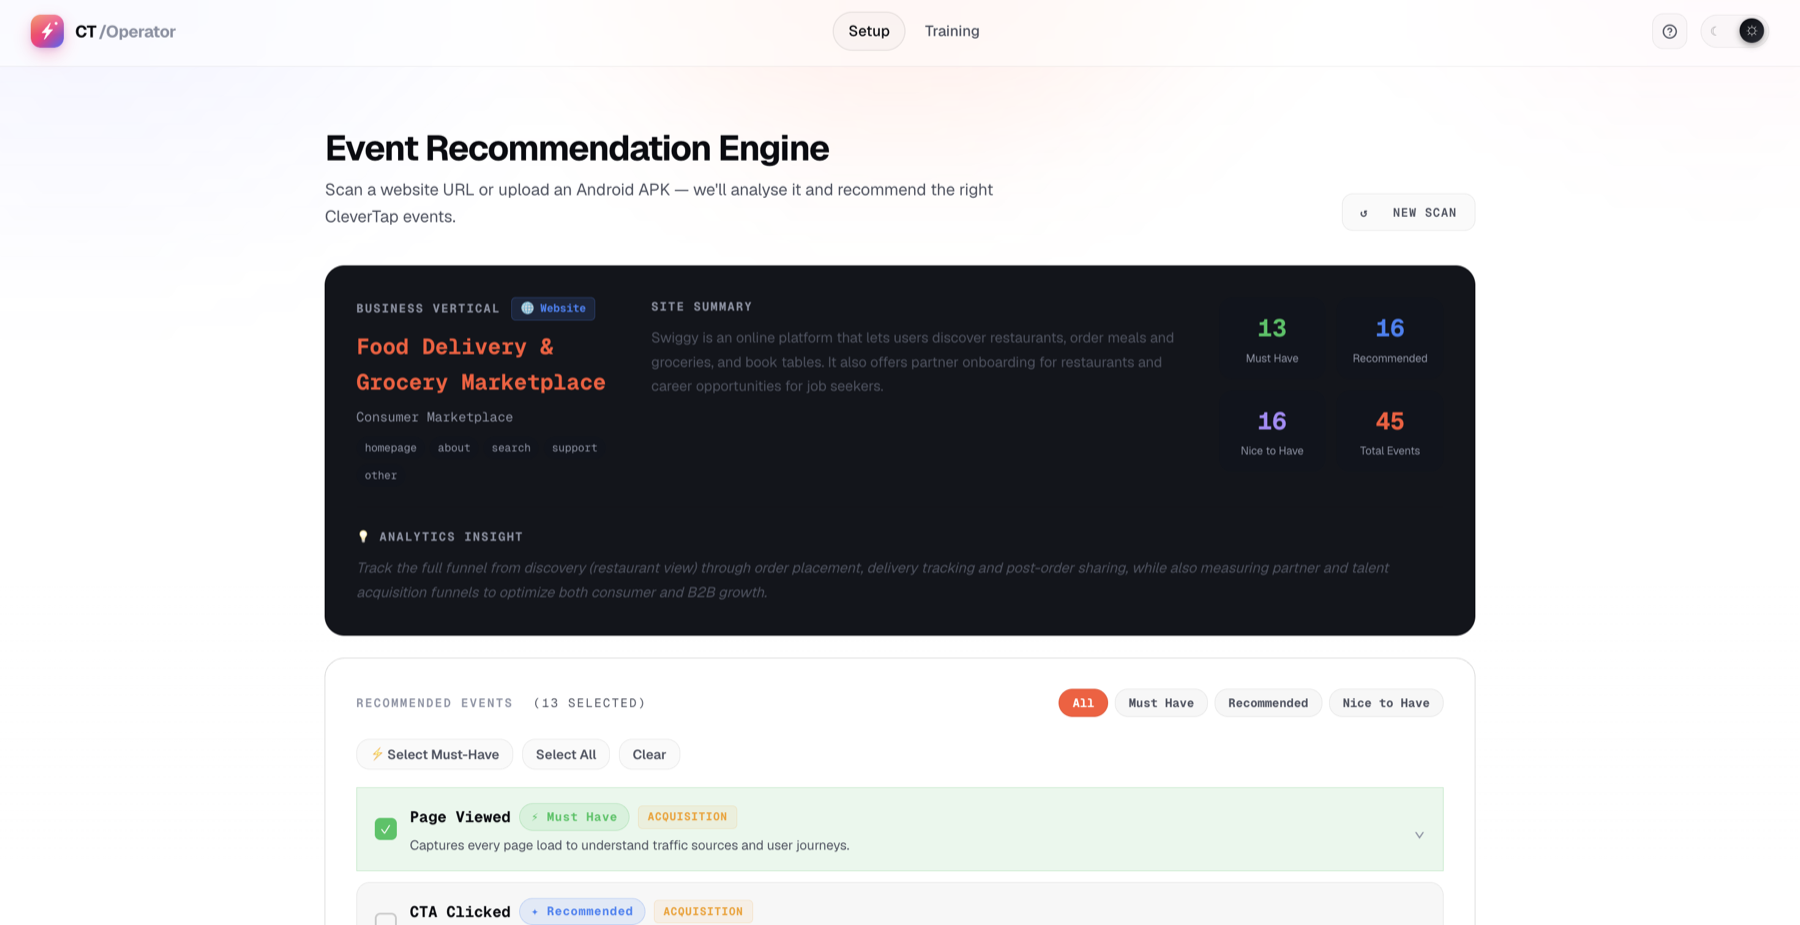 CT /Operator
Setup
Training
Event Recommendation Engine
Scan a website URL or upload an Android APK — we'll analyse it and recommend the right
CleverTap events.
↺ NEW SCAN
BUSINESS VERTICAL
Website
Food Delivery &
Grocery Marketplace
Consumer Marketplace
homepage about search support
other
SITE SUMMARY
Swiggy is an online platform that lets users discover restaurants, order meals and
groceries, and book tables. It also offers partner onboarding for restaurants and
career opportunities for job seekers.
13
Must Have
16
Recommended
16
Nice to Have
45
Total Events
ANALYTICS INSIGHT
Track the full funnel from discovery (restaurant view) through order placement, delivery tracking and post-order sharing, while also measuring partner and talent
acquisition funnels to optimize both consumer and B2B growth.
RECOMMENDED EVENTS (13 SELECTED)
All
Must Have
Recommended
Nice to Have
⚡ Select Must-Have
Select All
Clear
Page Viewed
⚡ Must Have
ACQUISITION
Captures every page load to understand traffic sources and user journeys.
CTA Clicked
✦ Recommended
ACQUISITION